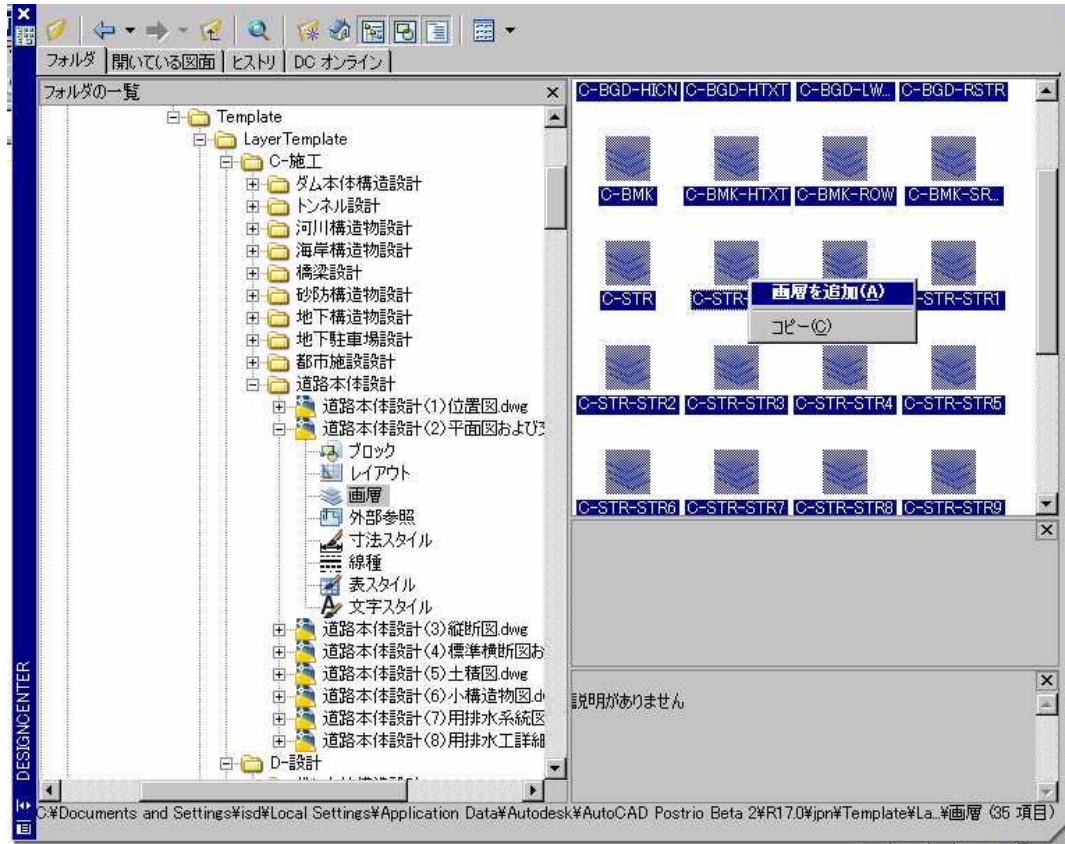 フォルダ 開いている図面 ヒストリ DC オンライン
フォルダの一覧
Template
LayerTemplate
C-施工
ダム本体構造設計
トンネル設計
河川構造物設計
海岸構造物設計
橋梁設計
砂防構造物設計
地下構造物設計
地下駐車場設計
都市施設設計
道路本体設計
道路本体設計(1)位置図.dwg
道路本体設計(2)平面図および
ブロック
レイアウト
画層
外部参照
寸法スタイル
線種
表スタイル
文字スタイル
道路本体設計(3)縦断図.dwg
道路本体設計(4)標準横断図お
道路本体設計(5)土積図.dwg
道路本体設計(6)小構造物図.d
道路本体設計(7)用排水系統図
道路本体設計(8)用排水工詳細
D-設計
C-BGD-HICN C-BGD-HTXT C-BGD-LW... C-BGD-RSTR
C-BMK C-BMK-HTXT C-BMK-ROW C-BMK-SR...
C-STR C-STR- -STR-STR1
画層を追加(A)
コピー(C)
C-STR-STR2 C-STR-STR3 C-STR-STR4 C-STR-STR5
C-STR-STR6 C-STR-STR7 C-STR-STR8 C-STR-STR9
説明がありません
DESIGNCENTER
C:¥Documents and Settings¥isd¥Local Settings¥Application Data¥Autodesk¥AutoCAD Postrio Beta 2¥R17.0¥jpn¥Template¥La...¥画層 (35 項目)